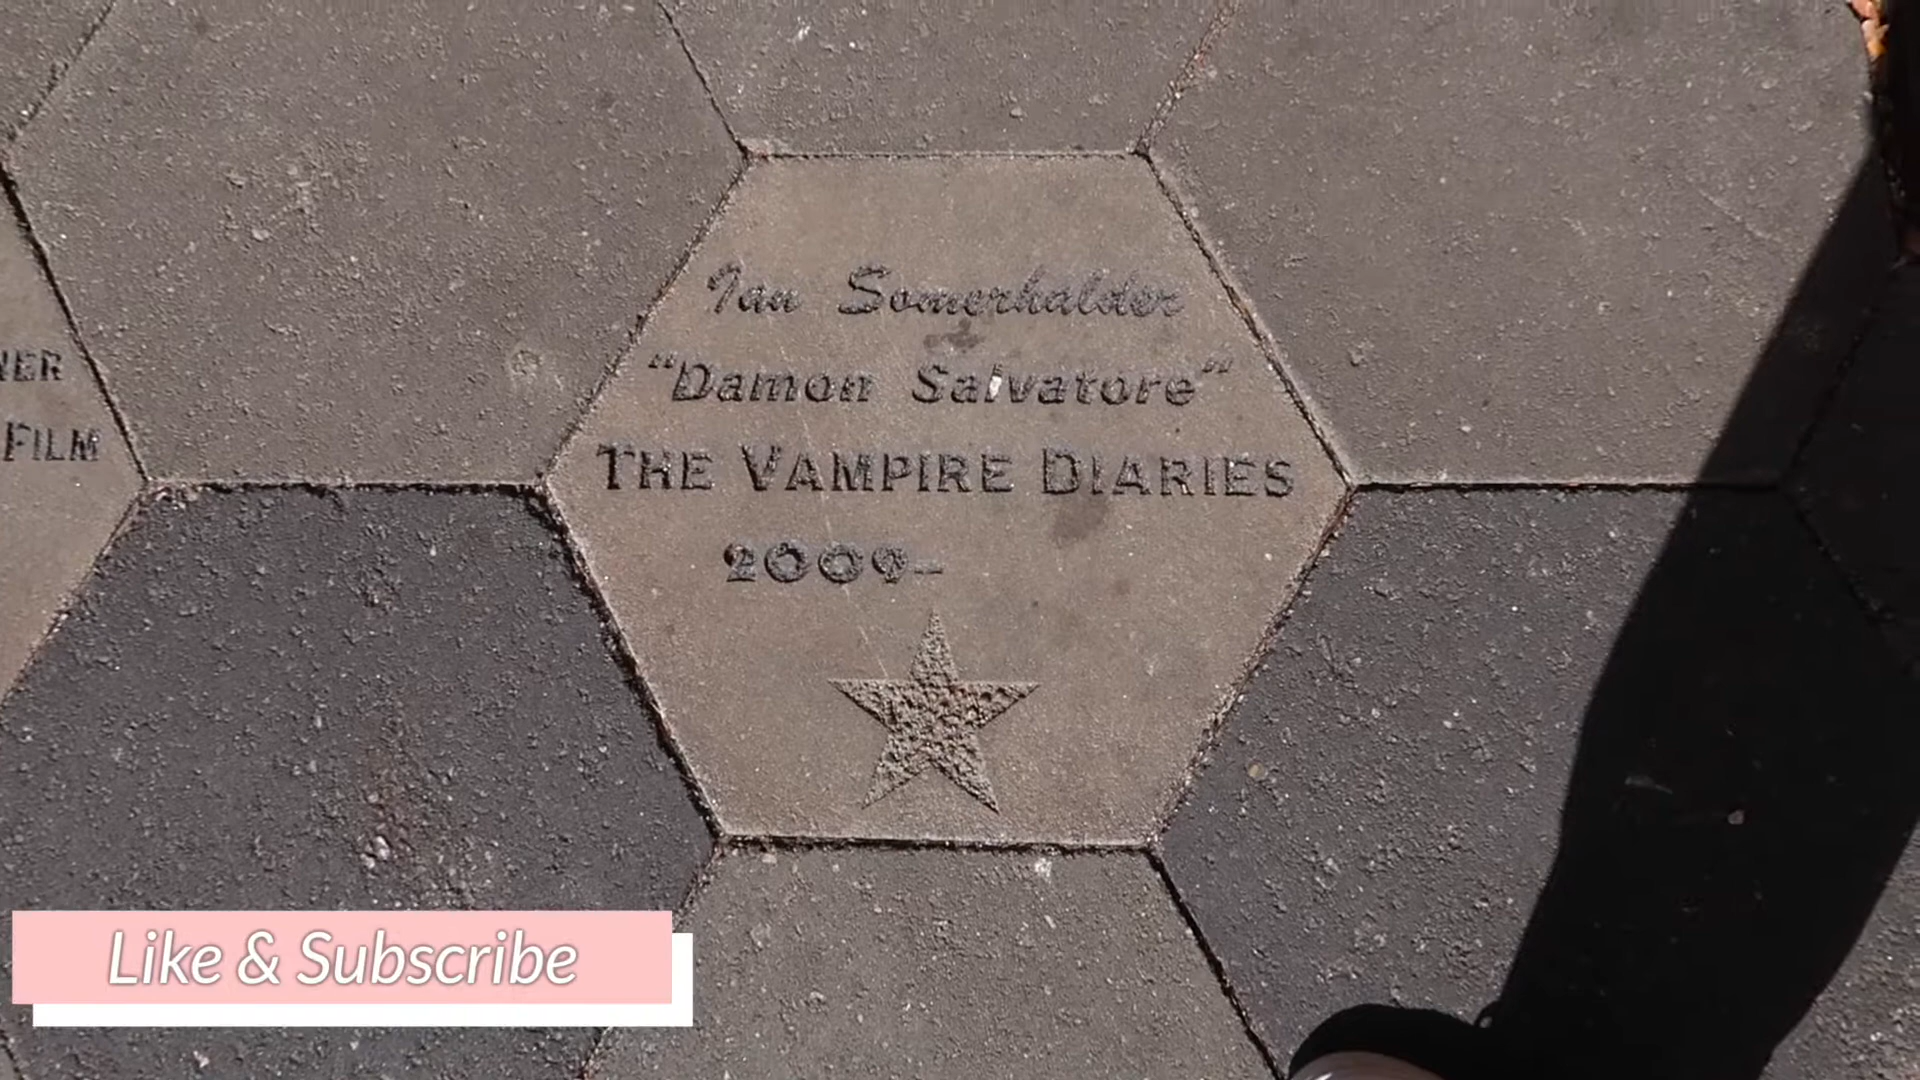 Ian Somerhalder
"Damon Salvatore"
THE VAMPIRE DIARIES
2009-
FILM
Like & Subscribe